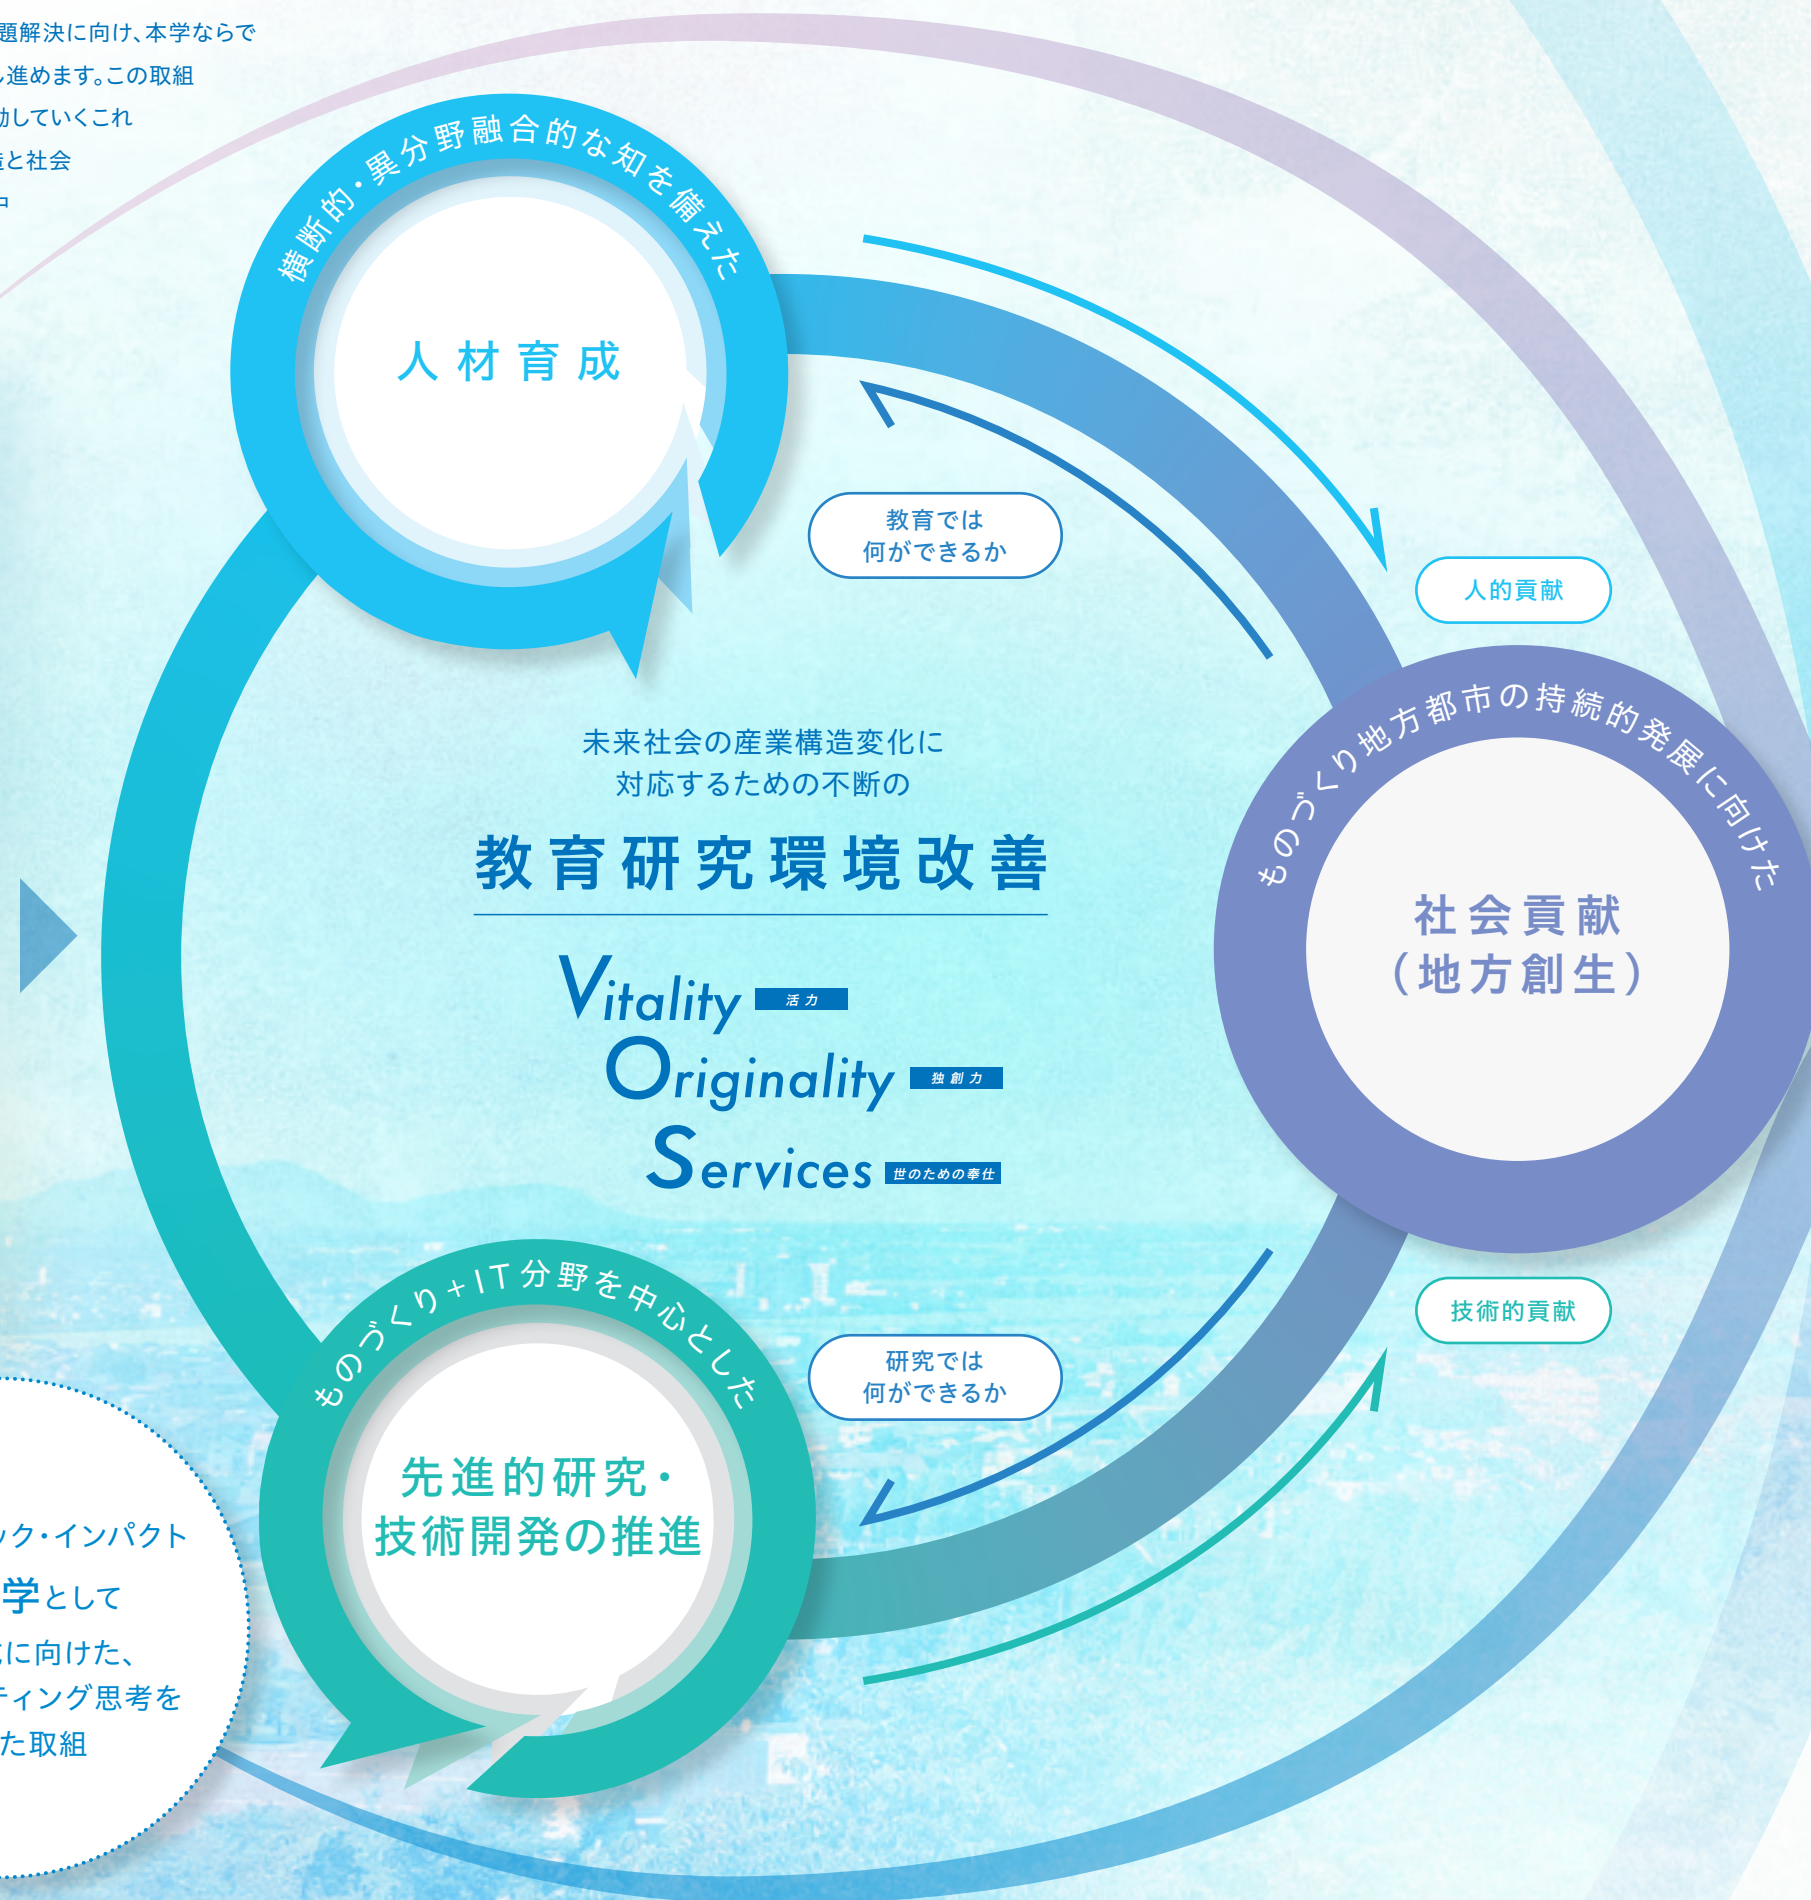 題解決に向け、本学ならで
進めます。この取組
動していくこれ
と社会
横断的・異分野融合的な知を備えた
人材育成
教育では
何ができるか
人的貢献
未来社会の産業構造変化に
対応するための不断の
教育研究環境改善
Vitality 活力
Originality 独創力
Services 世のための奉仕
ものづくり地方都市の持続的発展に向けた
社会貢献
（地方創生）
技術的貢献
研究では
何ができるか
ものづくり+IT分野を中心とした
先進的研究・
技術開発の推進
ック・インパクト
学として
に向けた、
ティング思考を
た取組